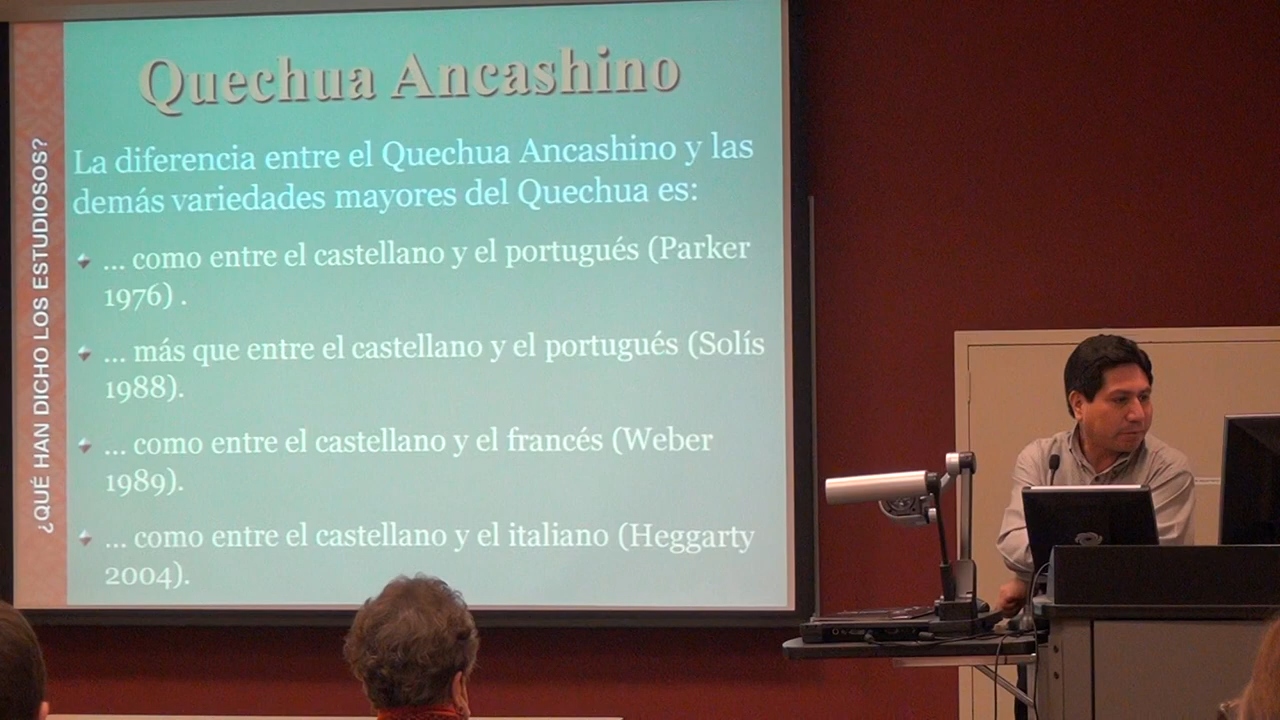 Quechua Ancashino
¿QUÉ HAN DICHO LOS ESTUDIOSOS?
La diferencia entre el Quechua Ancashino y las
demás variedades mayores del Quechua es:
... como entre el castellano y el portugués (Parker
1976) .
... más que entre el castellano y el portugués (Solís
1988).
... como entre el castellano y el francés (Weber
1989).
... como entre el castellano y el italiano (Heggarty
2004).